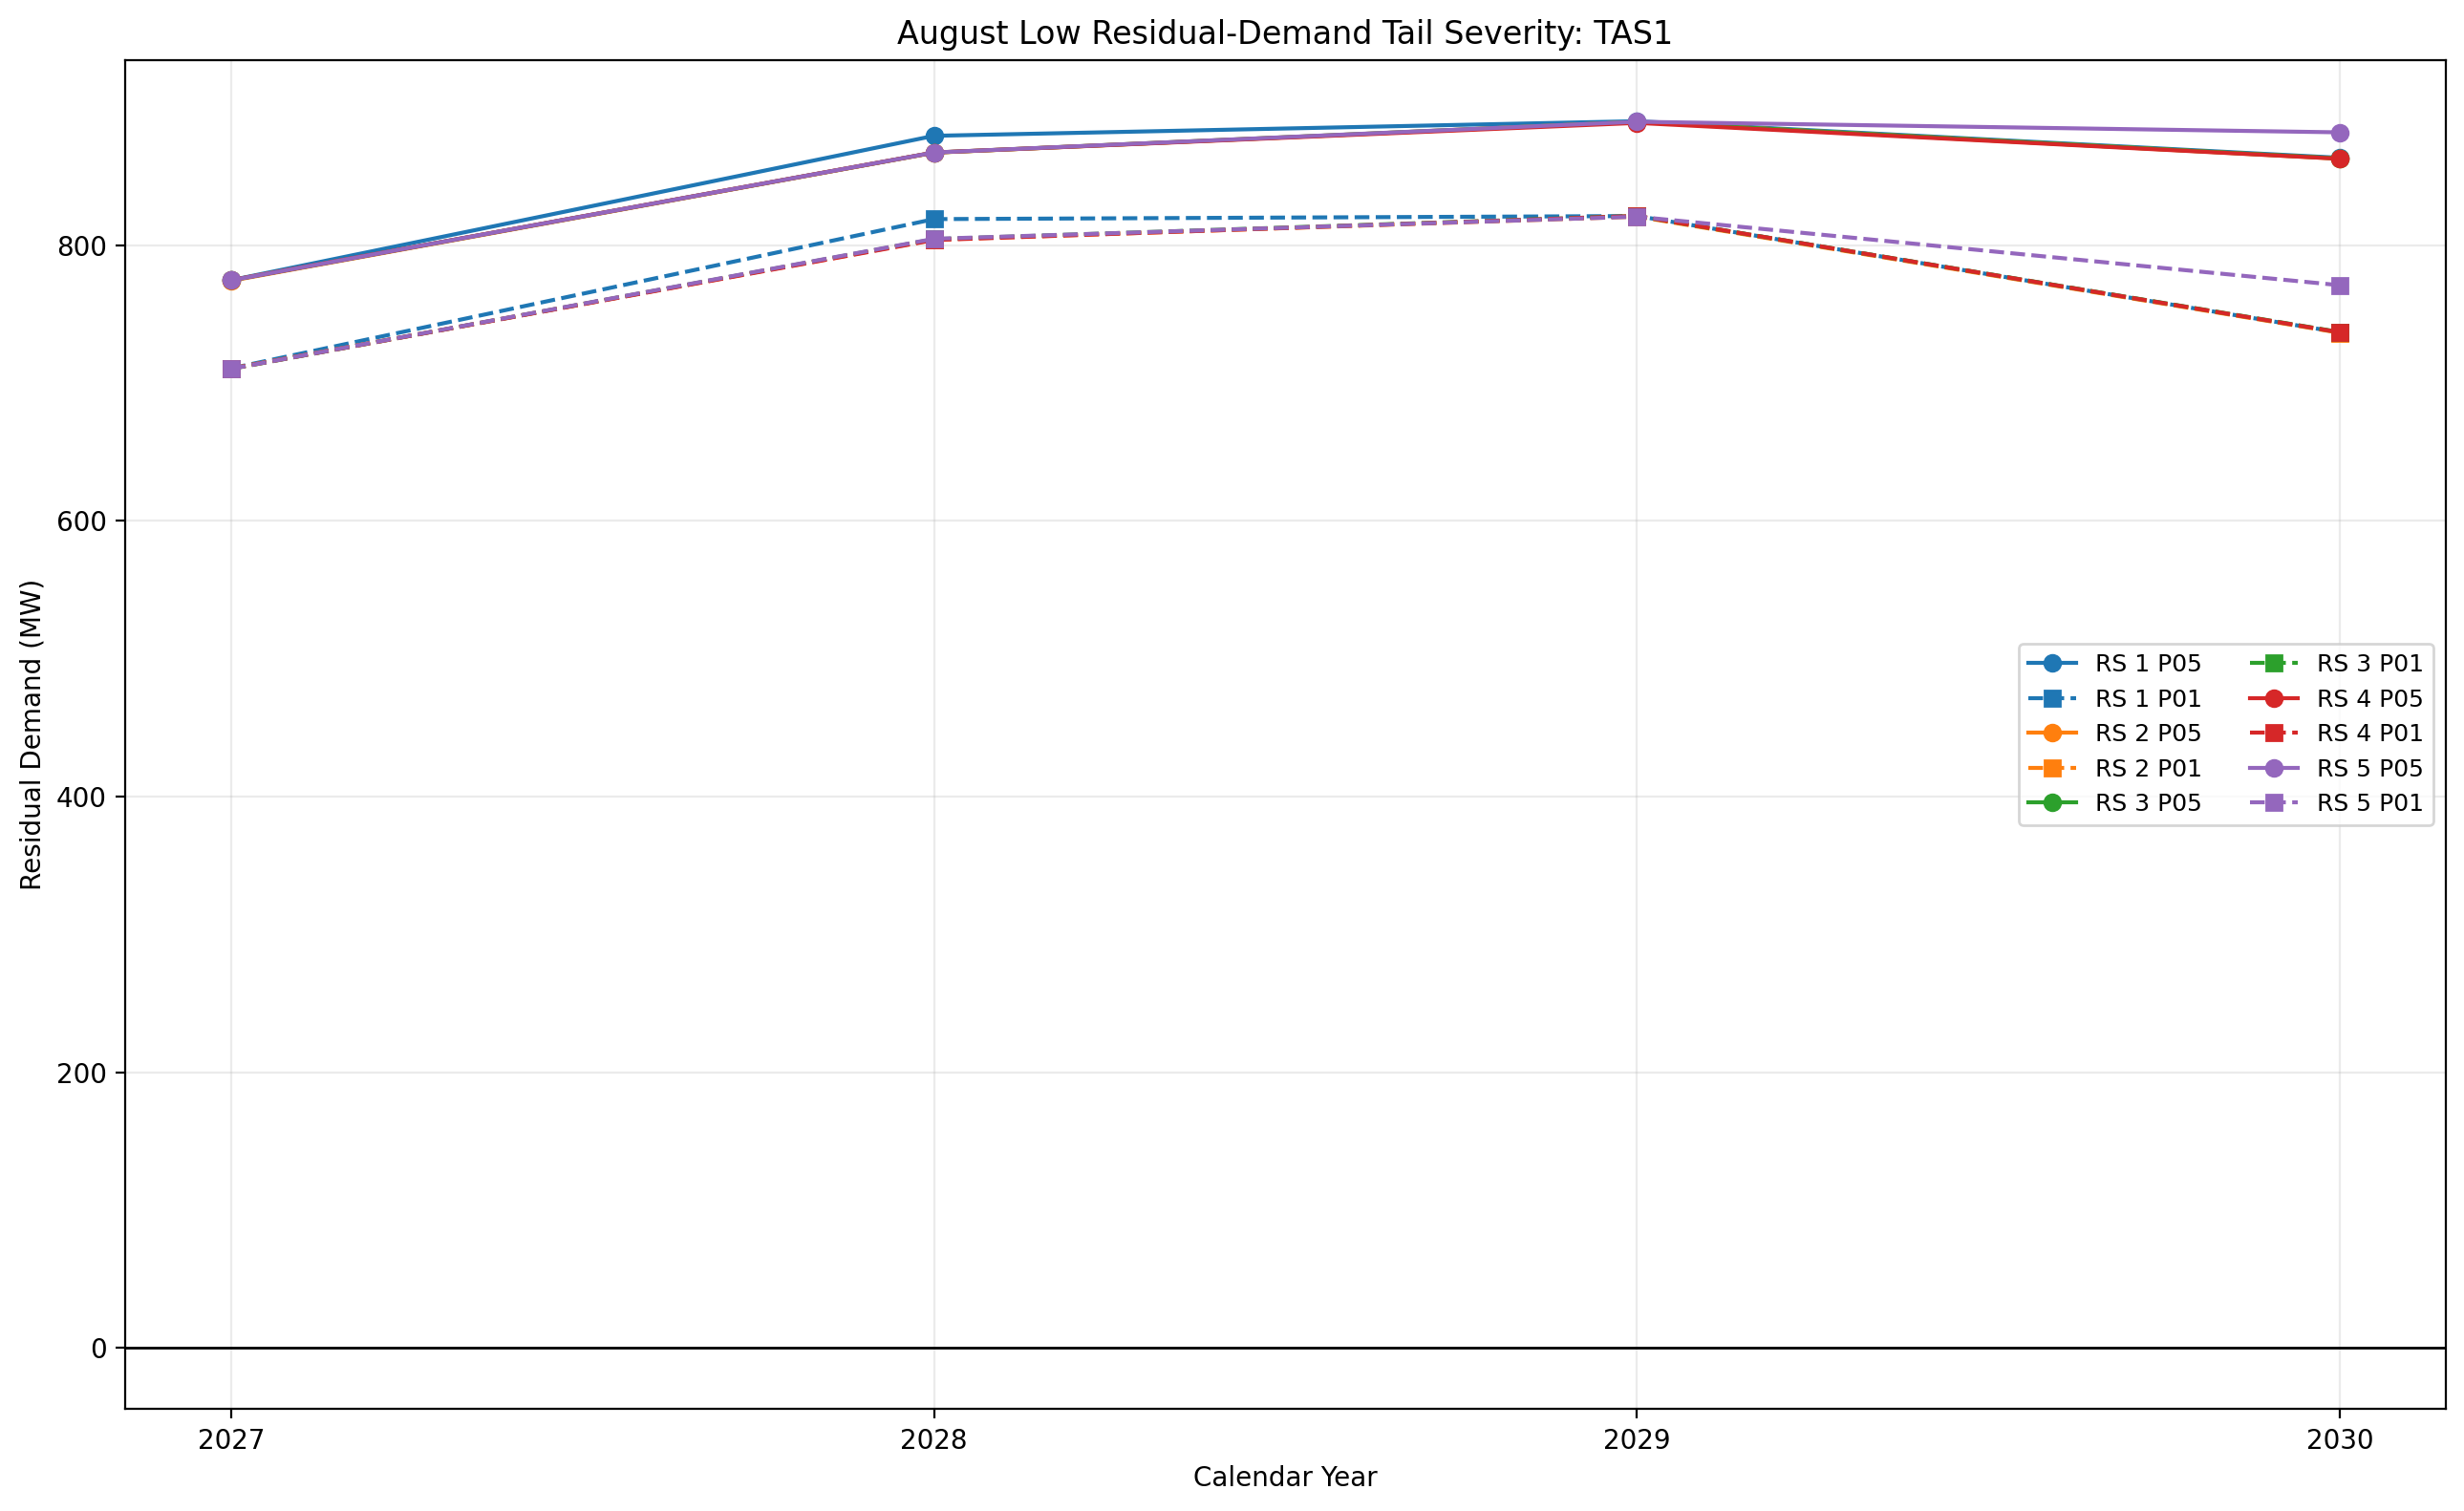 August Low Residual-Demand Tail Severity: TAS1
Residual Demand (MW)
800
600
400
200
0
RS 1 P05
RS 1 P01
RS 2 P05
RS 2 P01
RS 3 P05
RS 3 P01
RS 4 P05
RS 4 P01
RS 5 P05
RS 5 P01
2027
2028
2029
2030
Calendar Year